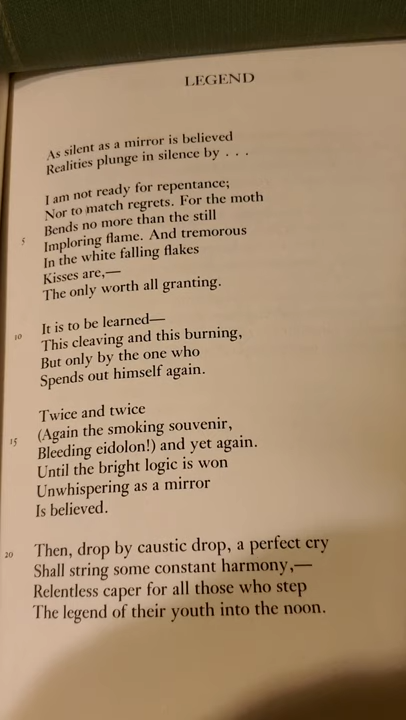 LEGEND
As silent as a mirror is believed
Realities plunge in silence by . . .
I am not ready for repentance;
Nor to match regrets. For the moth
Bends no more than the still
5 Imploring flame. And tremorous
In the white falling flakes
Kisses are,—
The only worth all granting.
It is to be learned—
10 This cleaving and this burning,
But only by the one who
Spends out himself again.
Twice and twice
(Again the smoking souvenir,
15 Bleeding eidolon!) and yet again.
Until the bright logic is won
Unwhispering as a mirror
Is believed.
20 Then, drop by caustic drop, a perfect cry
Shall string some constant harmony,—
Relentless caper for all those who step
The legend of their youth into the noon.